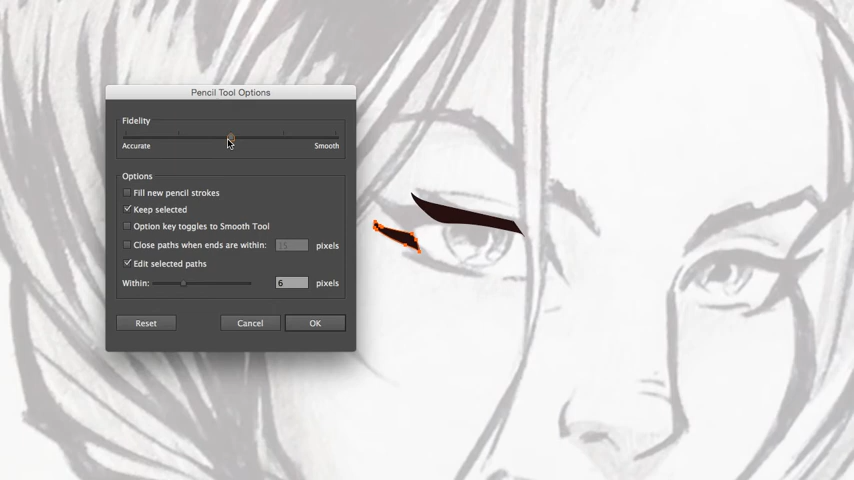 Pencil Tool Options
Fidelity
Accurate Smooth
Options
Fill new pencil strokes
Keep selected
Option key toggles to Smooth Tool
Close paths when ends are within: 15 pixels
Edit selected paths
Within: 6 pixels
Reset Cancel OK